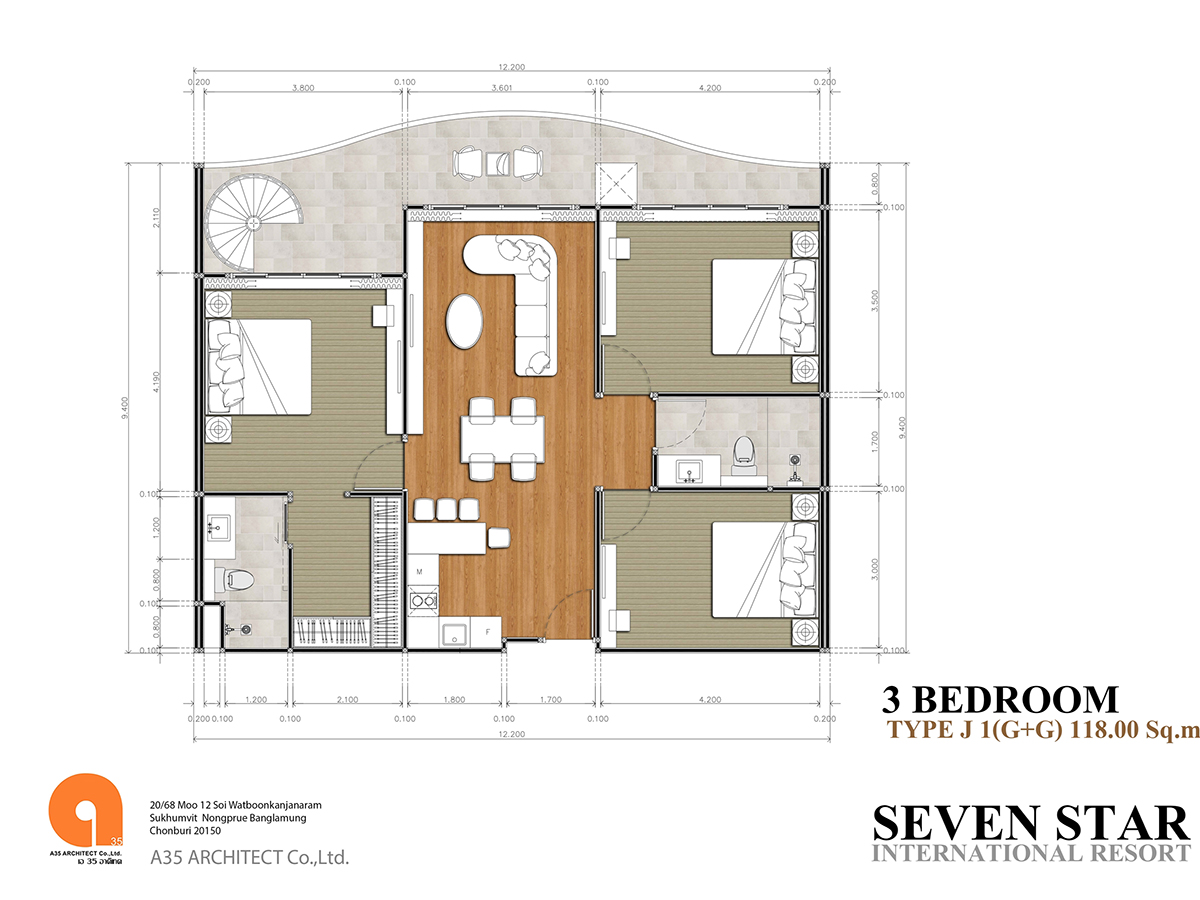 12.200
0.200 0.100 0.100 0.200
3.800 3.601 4.200
0.800
0.100
2.110
3.500
4.190
9.400
0.100
9.400
1.700
0.100
0.100
1.200
M
3.000
0.800
0.100
0.800
F
0.100
0.100
1.200 2.100 1.800 1.700 4.200
0.200 0.100 0.100 0.100 0.100 0.100 0.200
12.200
3 BEDROOM
TYPE J 1(G+G) 118.00 Sq.m
35
A35 ARCHITECT Co.,Ltd.
เอ 35 อาคิเทค
20/68 Moo 12 Soi Watboonkanjanaram
Sukhumvit Nongprue Banglamung
Chonburi 20150
A35 ARCHITECT Co.,Ltd.
SEVEN STAR
INTERNATIONAL RESORT